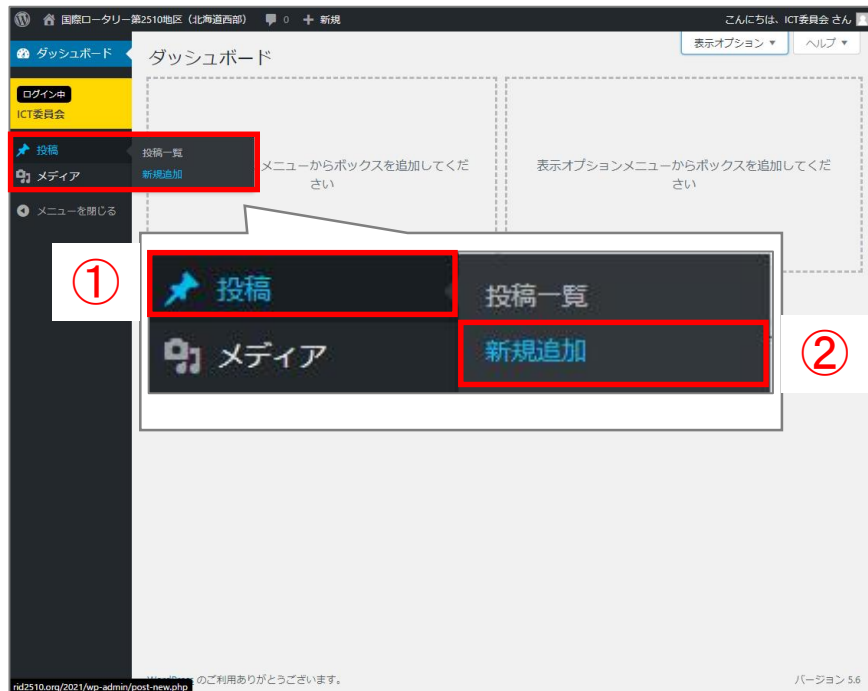 国際ロータリー第2510地区（北海道西部） 0 新規
こんにちは、ICT委員会 さん
ダッシュボード
ログイン中
ICT委員会
投稿
メディア
メニューを閉じる
投稿一覧
新規追加
ダッシュボード
表示オプション ▼
ヘルプ ▼
メニューからボックスを追加してくだ
さい
表示オプションメニューからボックスを追加してくだ
さい
①
投稿
メディア
投稿一覧
新規追加
②
のご利用ありがとうございます。
バージョン 5.6
rid2510.org/2021/wp-admin/post-new.php